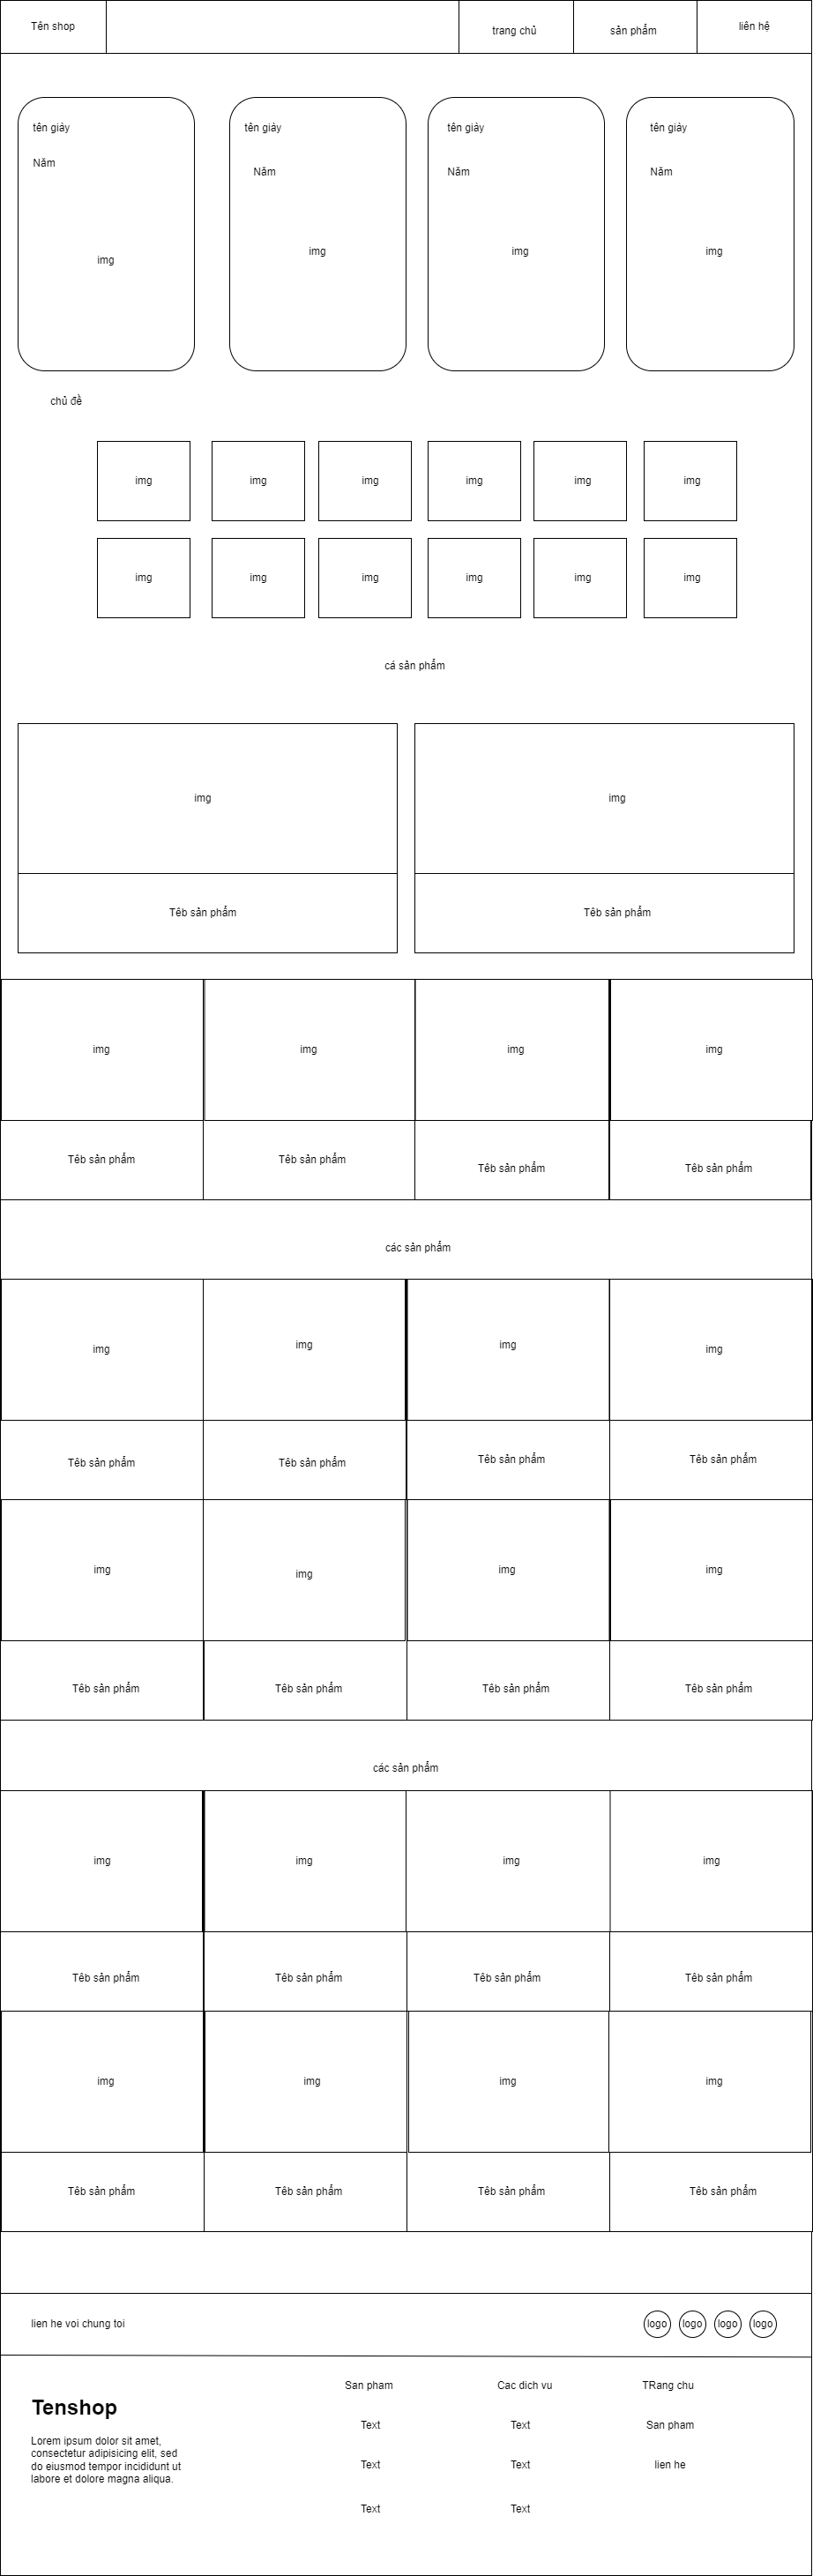 Tên shop
trang chủ
sản phẩm
liên hệ
tên giảy
tên giảy
tên giảy
tên giảy
Năm
Năm
Năm
Năm
img
img
img
img
chủ đề
img
img
img
img
img
img
img
img
img
img
img
img
cá sản phẩm
img
img
Têb sản phẩm
Têb sản phẩm
img
img
img
img
Têb sản phẩm
Têb sản phẩm
Têb sản phẩm
Têb sản phẩm
các sản phẩm
img
img
img
img
Têb sản phẩm
Têb sản phẩm
Têb sản phẩm
Têb sản phẩm
img
img
img
img
Têb sản phẩm
Têb sản phẩm
Têb sản phẩm
Têb sản phẩm
các sản phẩm
img
img
img
img
Têb sản phẩm
Têb sản phẩm
Têb sản phẩm
Têb sản phẩm
img
img
img
img
Têb sản phẩm
Têb sản phẩm
Têb sản phẩm
Têb sản phẩm
lien he voi chung toi
logo
logo
logo
logo
Tenshop
Lorem ipsum dolor sit amet,
consectetur adipisicing elit, sed
do eiusmod tempor incididunt ut
labore et dolore magna aliqua.
San pham
Text
Text
Text
Cac dich vu
Text
Text
Text
TRang chu
San pham
lien he